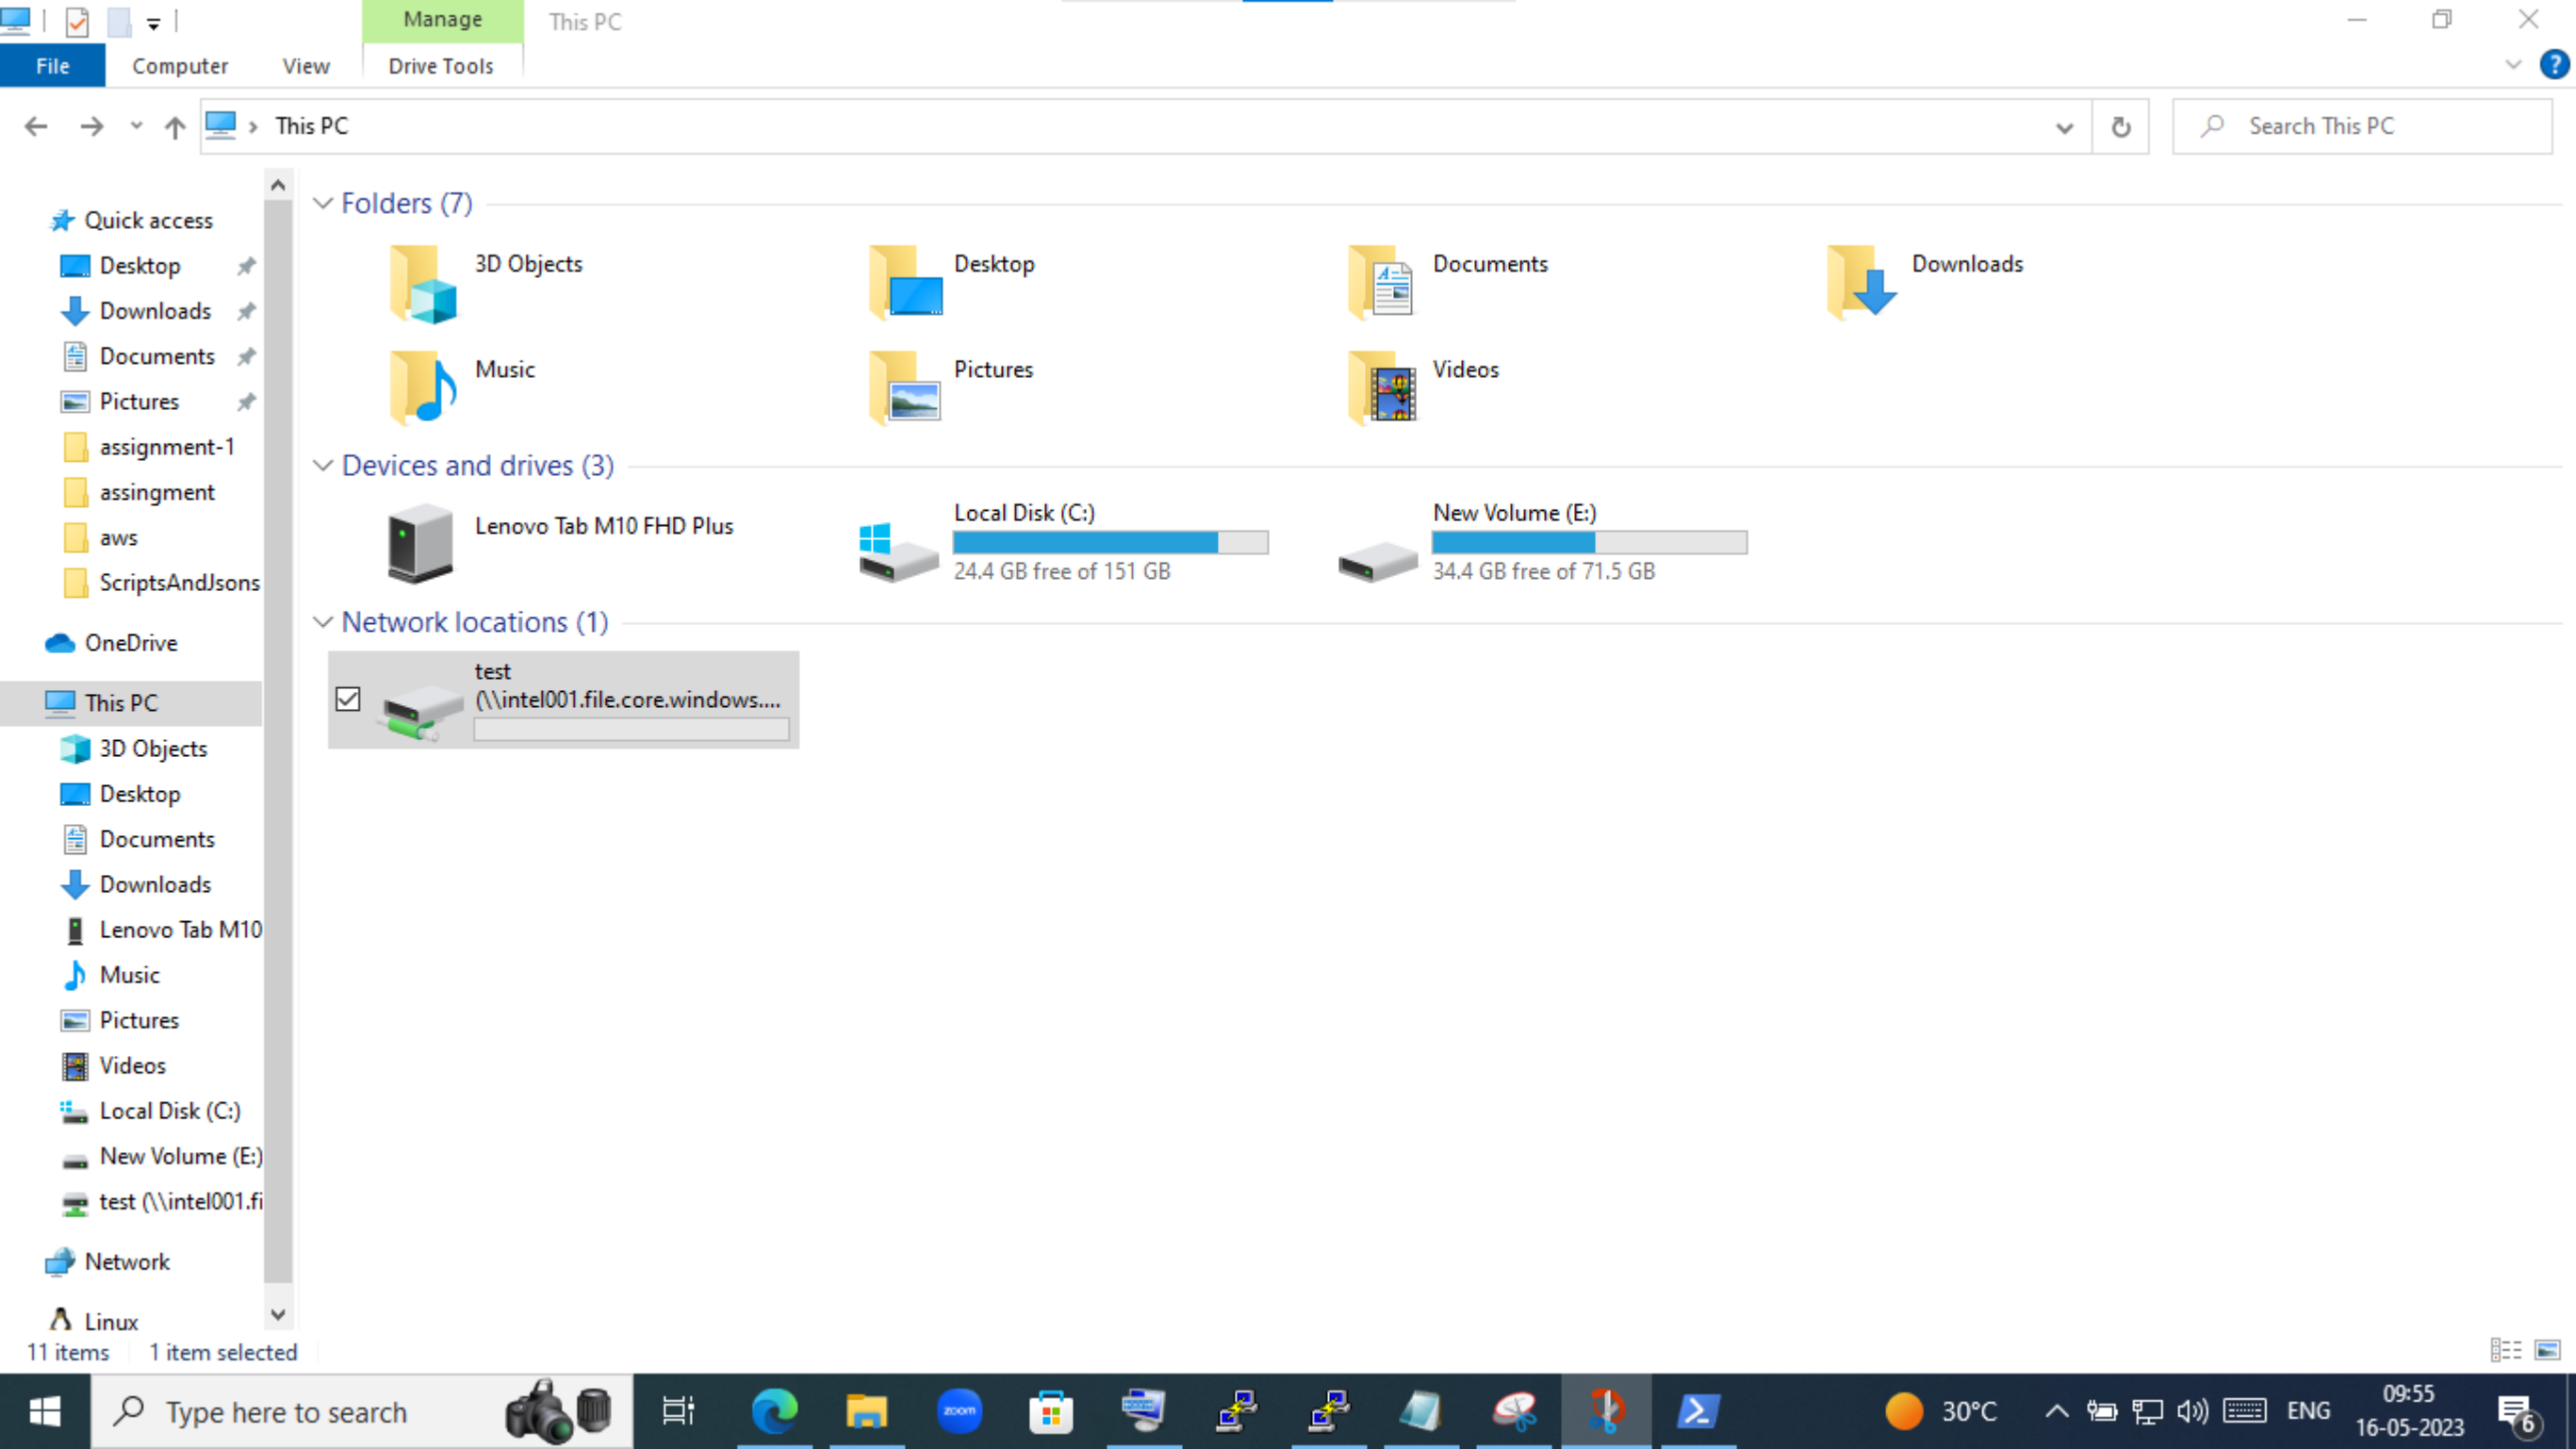 Manage
This PC
File
Computer
View
Drive Tools
This PC
Search This PC
Quick access
Desktop
Downloads
Documents
Pictures
assignment-1
assingment
aws
ScriptsAndJsons
OneDrive
This PC
3D Objects
Desktop
Documents
Downloads
Lenovo Tab M10
Music
Pictures
Videos
Local Disk (C:)
New Volume (E:)
test (\\intel001.fi
Network
Linux
Folders (7)
3D Objects
Desktop
Documents
Downloads
Music
Pictures
Videos
Devices and drives (3)
Lenovo Tab M10 FHD Plus
Local Disk (C:)
24.4 GB free of 151 GB
New Volume (E:)
34.4 GB free of 71.5 GB
Network locations (1)
test
(\\intel001.file.core.windows....
11 items
1 item selected
Type here to search
zoom
30°C
ENG
09:55
16-05-2023
6